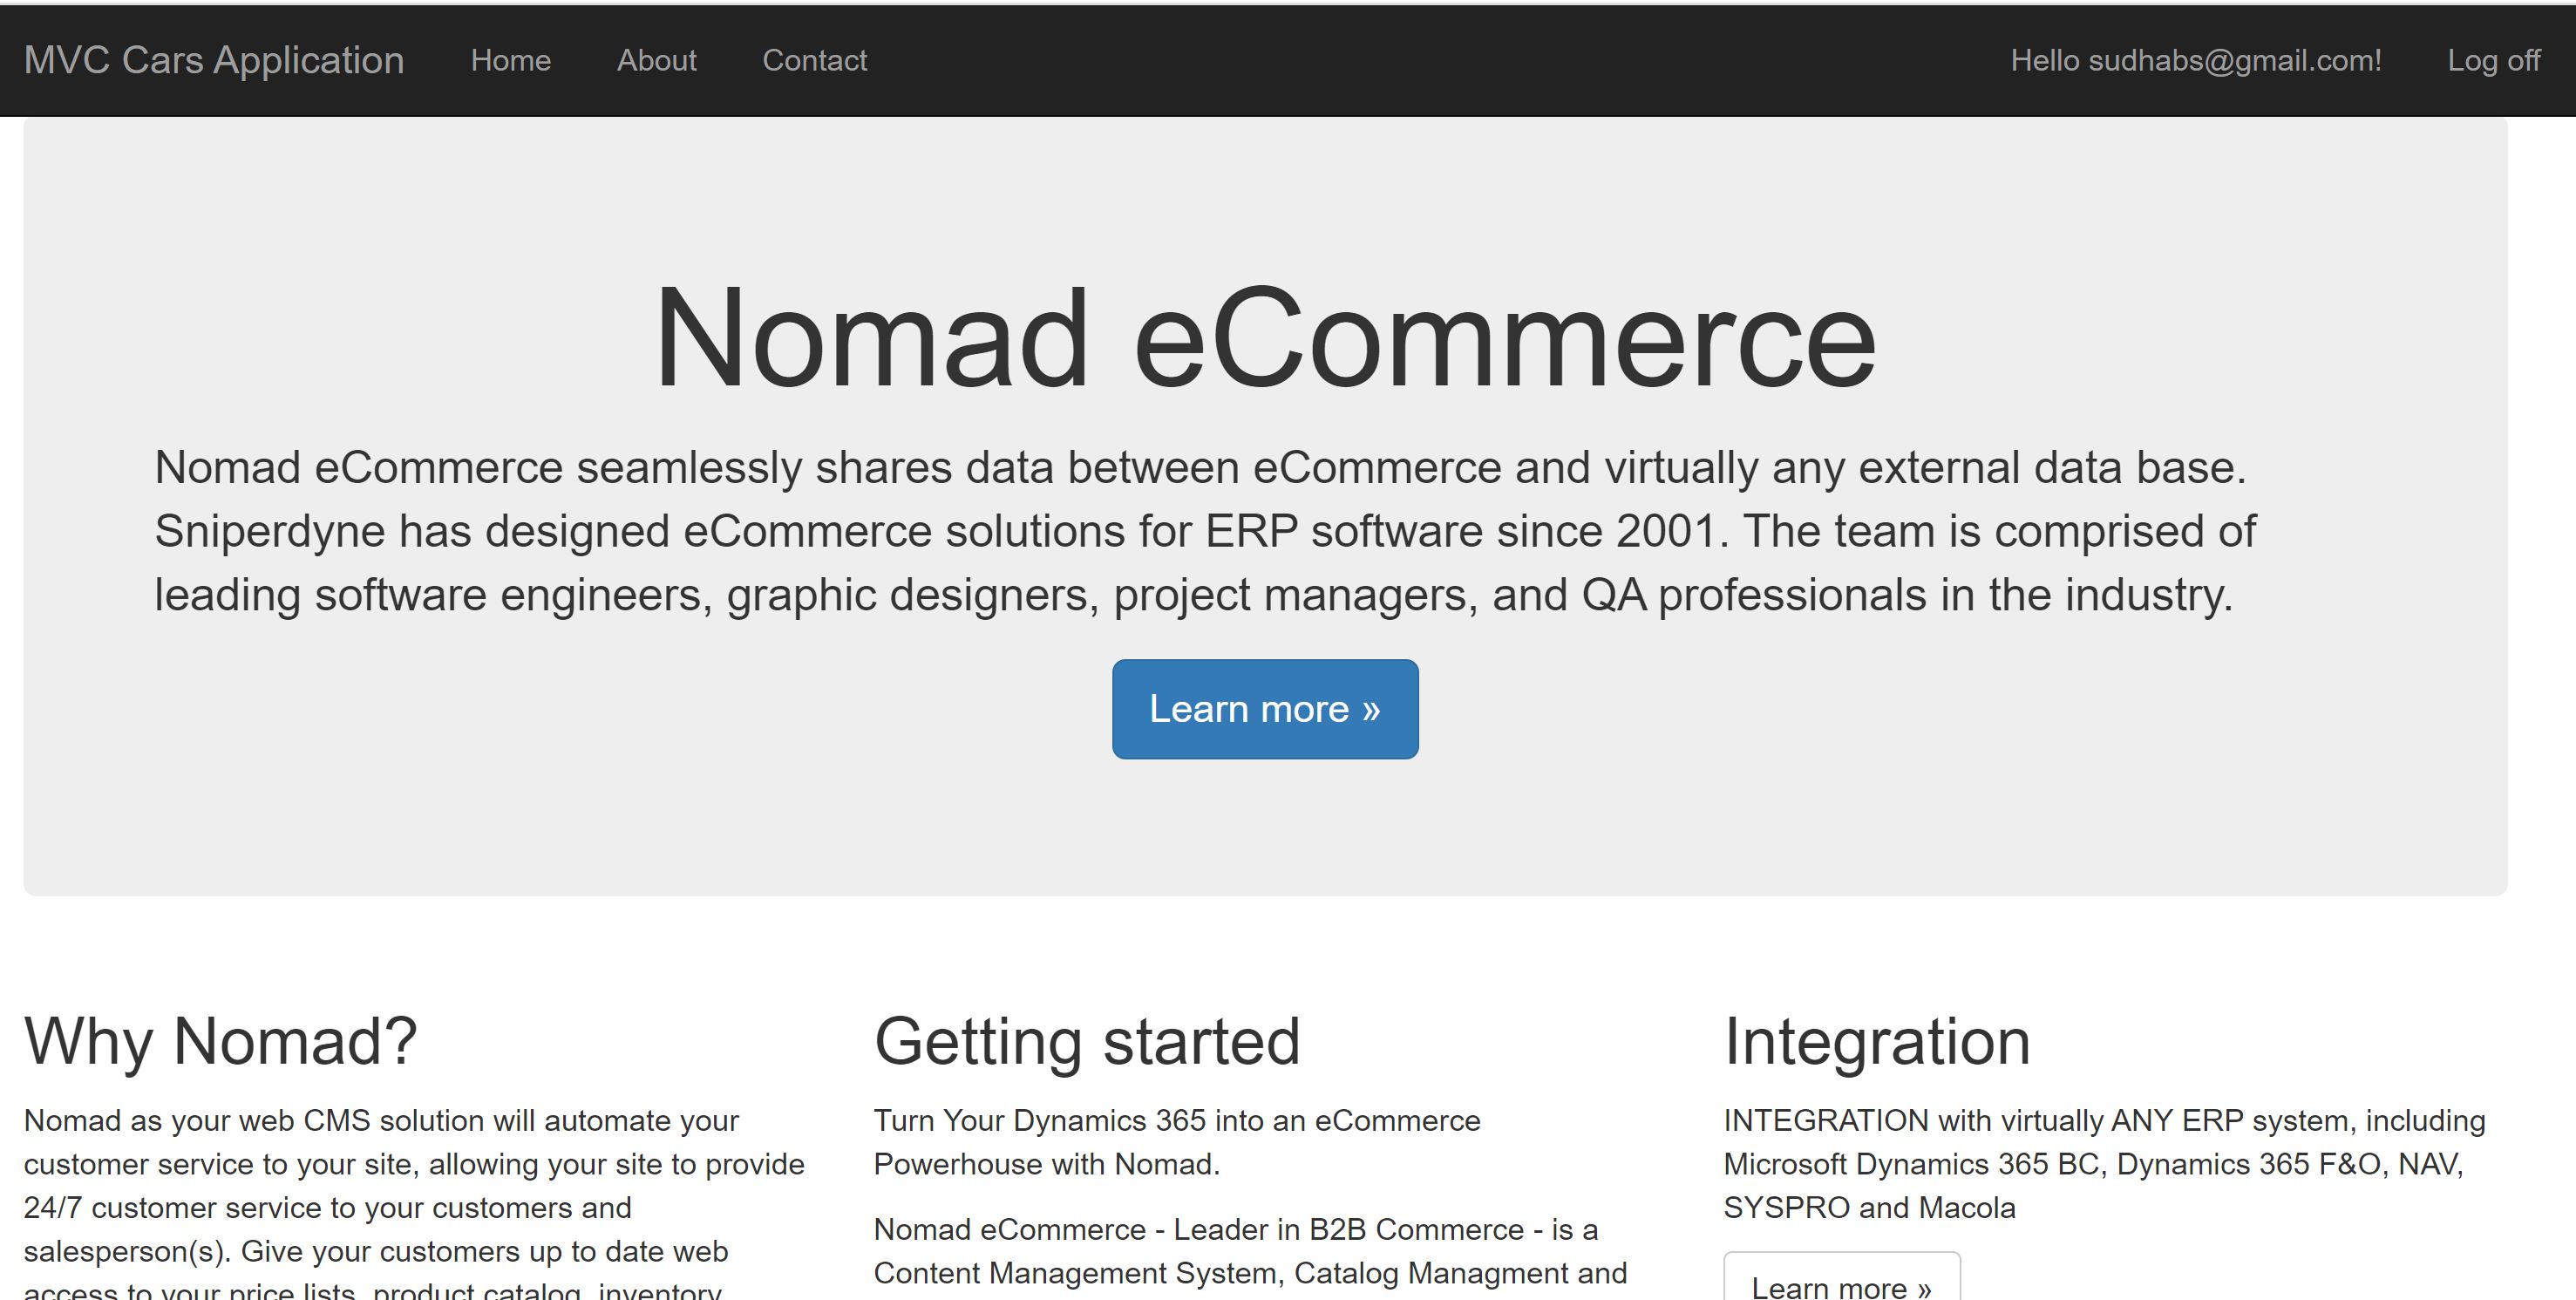 MVC Cars Application Home About Contact Hello sudhabs@gmail.com! Log off
Nomad eCommerce
Nomad eCommerce seamlessly shares data between eCommerce and virtually any external data base.
Sniperdyne has designed eCommerce solutions for ERP software since 2001. The team is comprised of
leading software engineers, graphic designers, project managers, and QA professionals in the industry.
Learn more »
Why Nomad?
Nomad as your web CMS solution will automate your
customer service to your site, allowing your site to provide
24/7 customer service to your customers and
salesperson(s). Give your customers up to date web
access to your price lists, product catalog, inventory
Getting started
Turn Your Dynamics 365 into an eCommerce
Powerhouse with Nomad.
Nomad eCommerce - Leader in B2B Commerce - is a
Content Management System, Catalog Managment and
Integration
INTEGRATION with virtually ANY ERP system, including
Microsoft Dynamics 365 BC, Dynamics 365 F&O, NAV,
SYSPRO and Macola
Learn more »